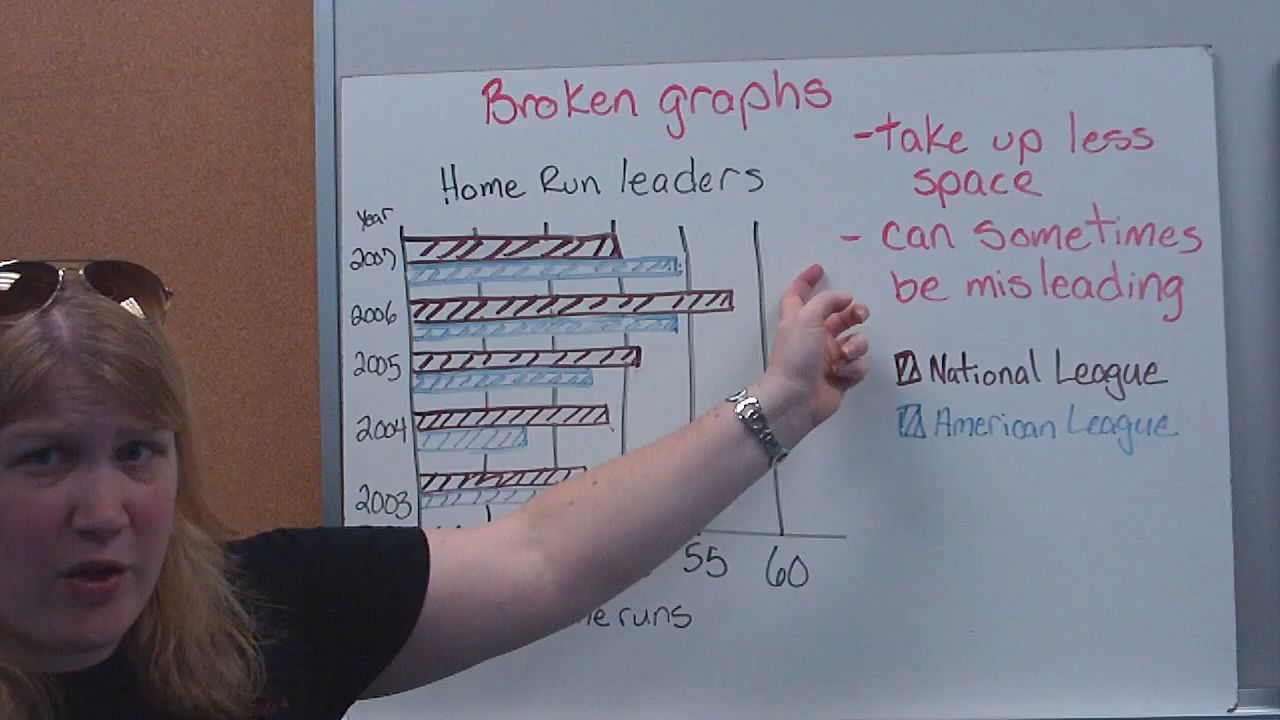 Broken graphs
-take up less
space
- can sometimes
be misleading
Home Run leaders
Year
2007
2006
2005
2004
2003
National League
American League
55 60
runs